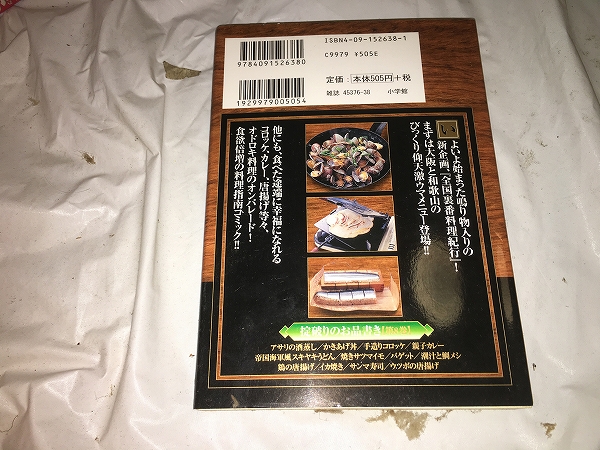 ISBN4-09-152638-1
C9979 ¥505E
9784091526380
1929979005054
定価:本体505円+税
雑誌 45376-38 小学館
いよいよ始まった鳴り物入りの
新企画『全国裏番料理紀行』!
まずは大阪と和歌山の
びっくり仰天激ウマメニュー登場!!
他にも、食べた途端に幸福になれる
コロッケ、カレー、唐揚げ等々、
オドロキ料理のオンパレード!
食欲倍増の料理指南コミック!!
掟破りのお品書き
アサリの酒蒸し/かきあげ丼/手造りコロッケ/親子カレー
帝国海軍風スキヤキうどん/焼きサツマイモ/バゲット/潮汁と鯛メシ
鶏の唐揚げ/イカ焼き/サンマ寿司/ウツボの唐揚げ